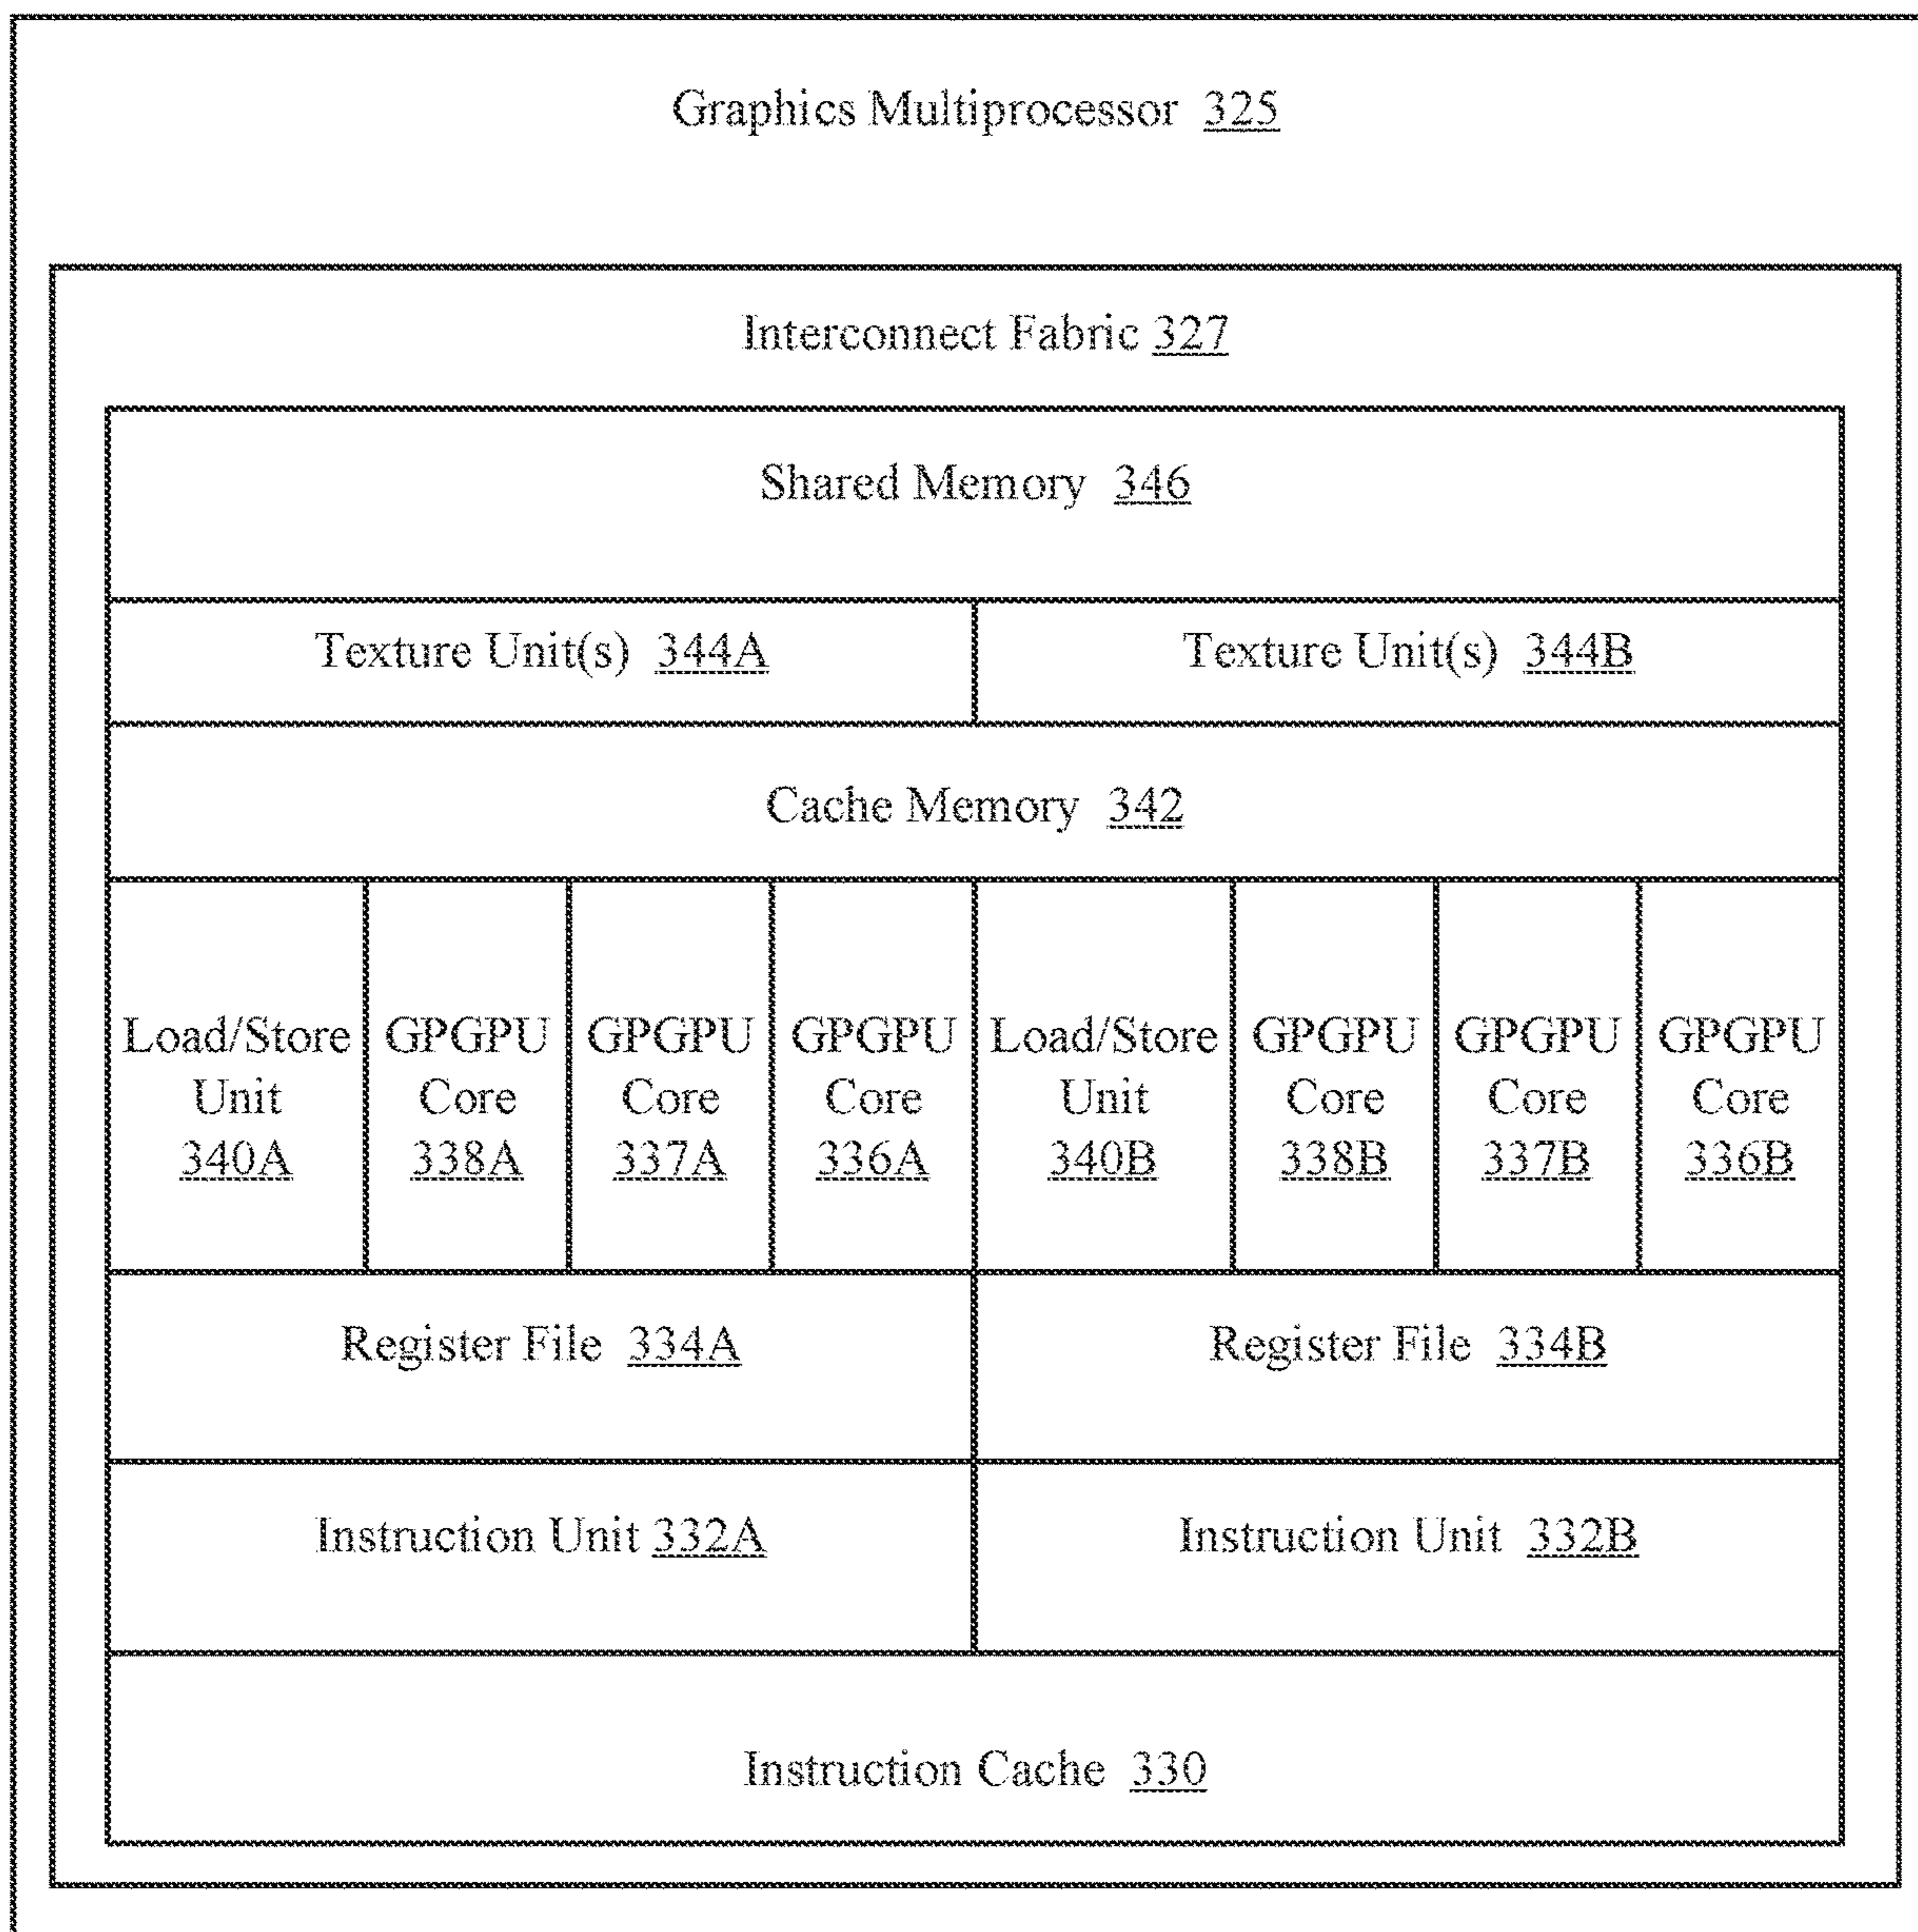 Graphics Multiprocessor 325
Interconnect Fabric 327
Shared Memory 346
Texture Unit(s) 344A
Texture Unit(s) 344B
Cache Memory 342
Load/Store
Unit
340A
GPGPU
Core
338A
GPGPU
Core
337A
GPGPU
Core
336A
Load/Store
Unit
340B
GPGPU
Core
338B
GPGPU
Core
337B
GPGPU
Core
336B
Register File 334A
Register File 334B
Instruction Unit 332A
Instruction Unit 332B
Instruction Cache 330